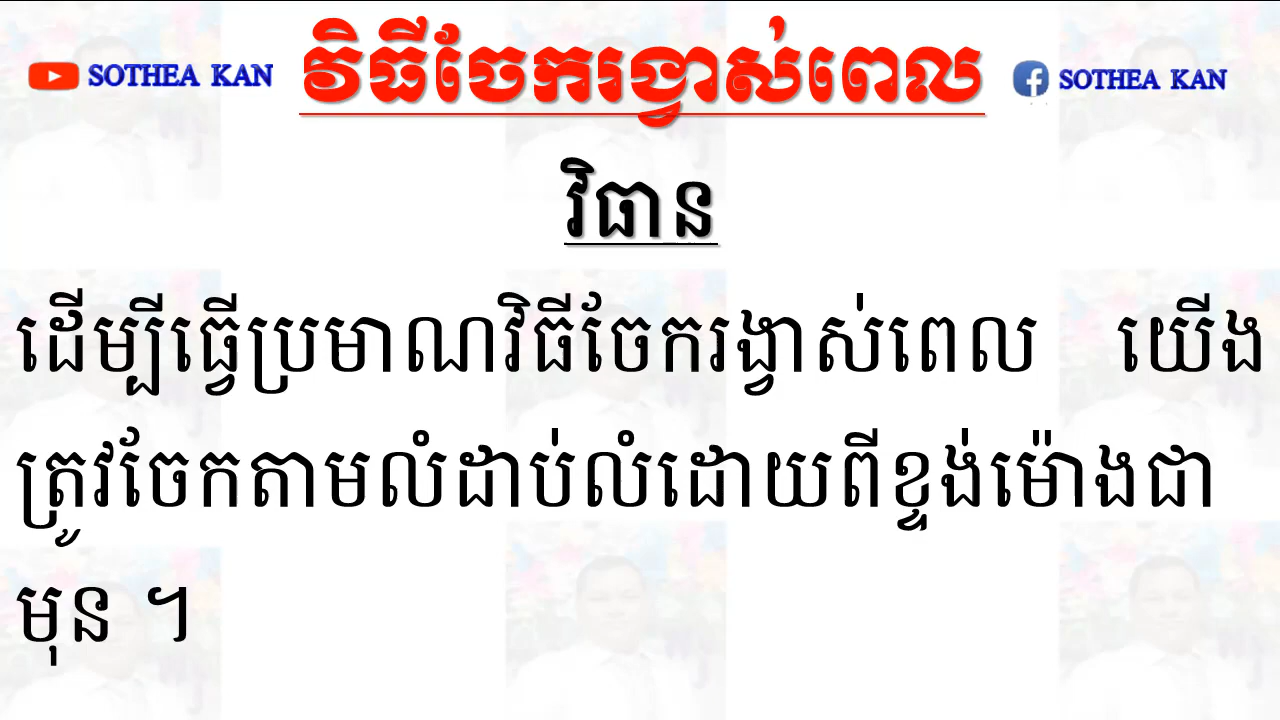 SOTHEA KAN
វិធីចែករង្វាស់ពេល
SOTHEA KAN
វិធាន
ដើម្បីធ្វើប្រមាណវិធីចែករង្វាស់ពេល យើង
ត្រូវចែកតាមលំដាប់លំដោយពីខ្ទង់ម៉ោងជា
មុន ។